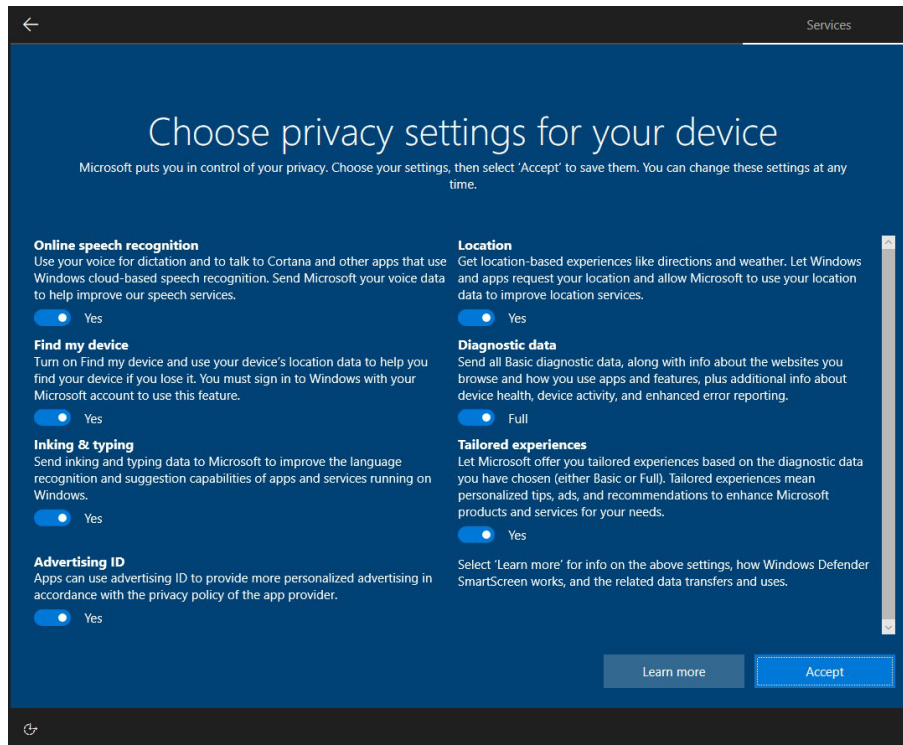 Services
Choose privacy settings for your device
Microsoft puts you in control of your privacy. Choose your settings, then select 'Accept' to save them. You can change these settings at any
time.
Online speech recognition
Use your voice for dictation and to talk to Cortana and other apps that use
Windows cloud-based speech recognition. Send Microsoft your voice data
to help improve our speech services.
Yes
Find my device
Turn on Find my device and use your device's location data to help you
find your device if you lose it. You must sign in to Windows with your
Microsoft account to use this feature.
Yes
Inking & typing
Send inking and typing data to Microsoft to improve the language
recognition and suggestion capabilities of apps and services running on
Windows.
Yes
Advertising ID
Apps can use advertising ID to provide more personalized advertising in
accordance with the privacy policy of the app provider.
Yes
Location
Get location-based experiences like directions and weather. Let Windows
and apps request your location and allow Microsoft to use your location
data to improve location services.
Yes
Diagnostic data
Send all Basic diagnostic data, along with info about the websites you
browse and how you use apps and features, plus additional info about
device health, device activity, and enhanced error reporting.
Full
Tailored experiences
Let Microsoft offer you tailored experiences based on the diagnostic data
you have chosen (either Basic or Full). Tailored experiences mean
personalized tips, ads, and recommendations to enhance Microsoft
products and services for your needs.
Yes
Select 'Learn more' for info on the above settings, how Windows Defender
SmartScreen works, and the related data transfers and uses.
Learn more
Accept